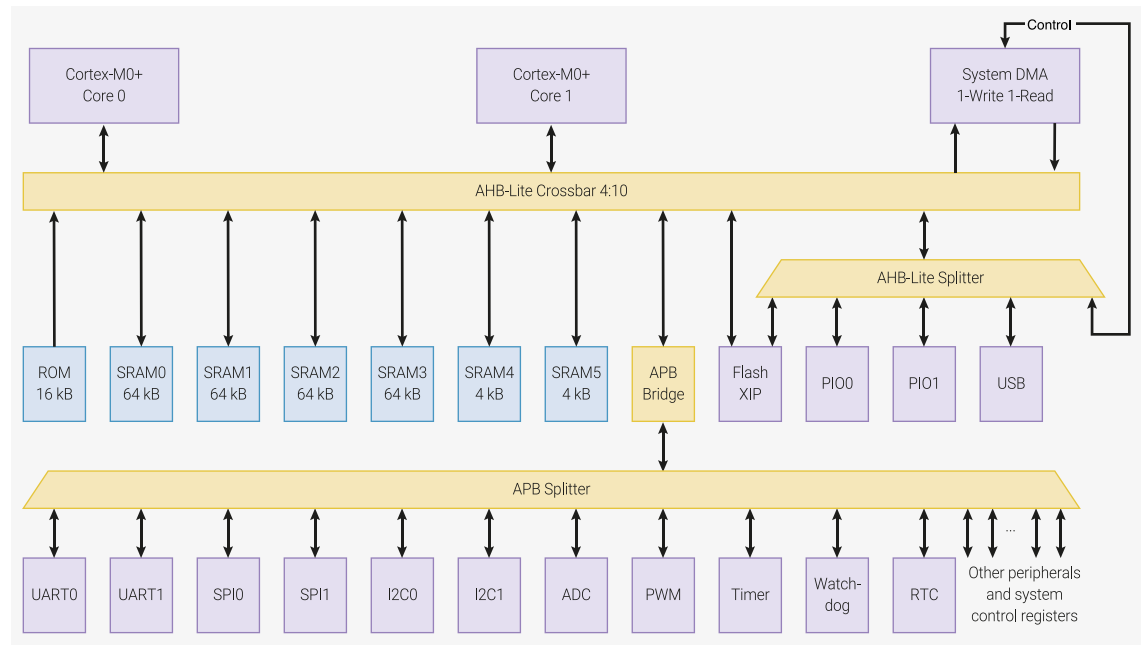 Control
Cortex-M0+
Core 0
Cortex-M0+
Core 1
System DMA
1-Write 1-Read
AHB-Lite Crossbar 4:10
AHB-Lite Splitter
ROM
16 kB
SRAM0
64 kB
SRAM1
64 kB
SRAM2
64 kB
SRAM3
64 kB
SRAM4
4 kB
SRAM5
4 kB
APB
Bridge
Flash
XIP
PIO0
PIO1
USB
APB Splitter
...
UART0
UART1
SPI0
SPI1
I2C0
I2C1
ADC
PWM
Timer
Watch-
dog
RTC
Other peripherals
and system
control registers